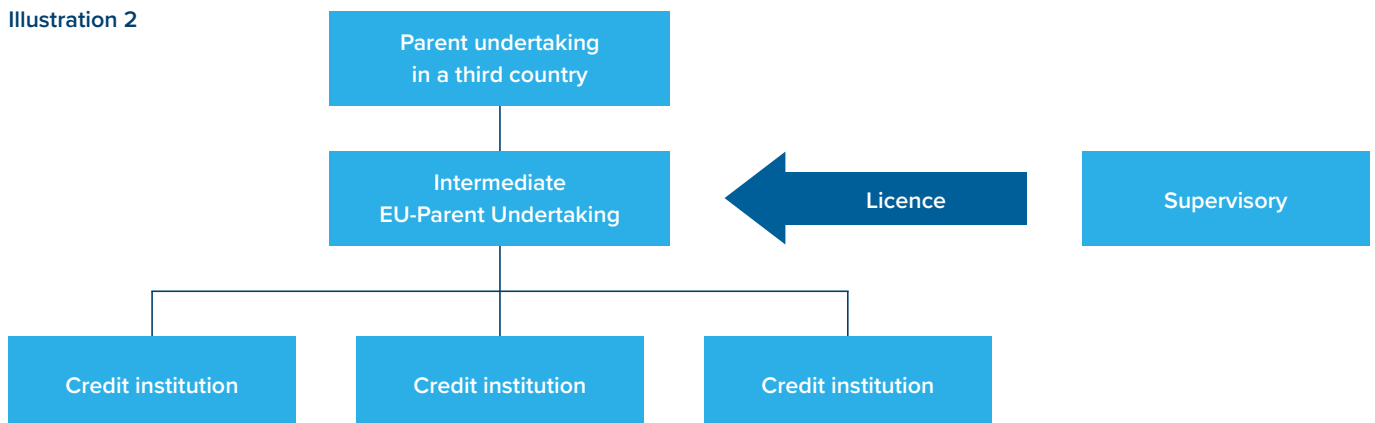 Illustration 2
Parent undertaking
in a third country
Intermediate
EU-Parent Undertaking
Licence
Supervisory
Credit institution
Credit institution
Credit institution